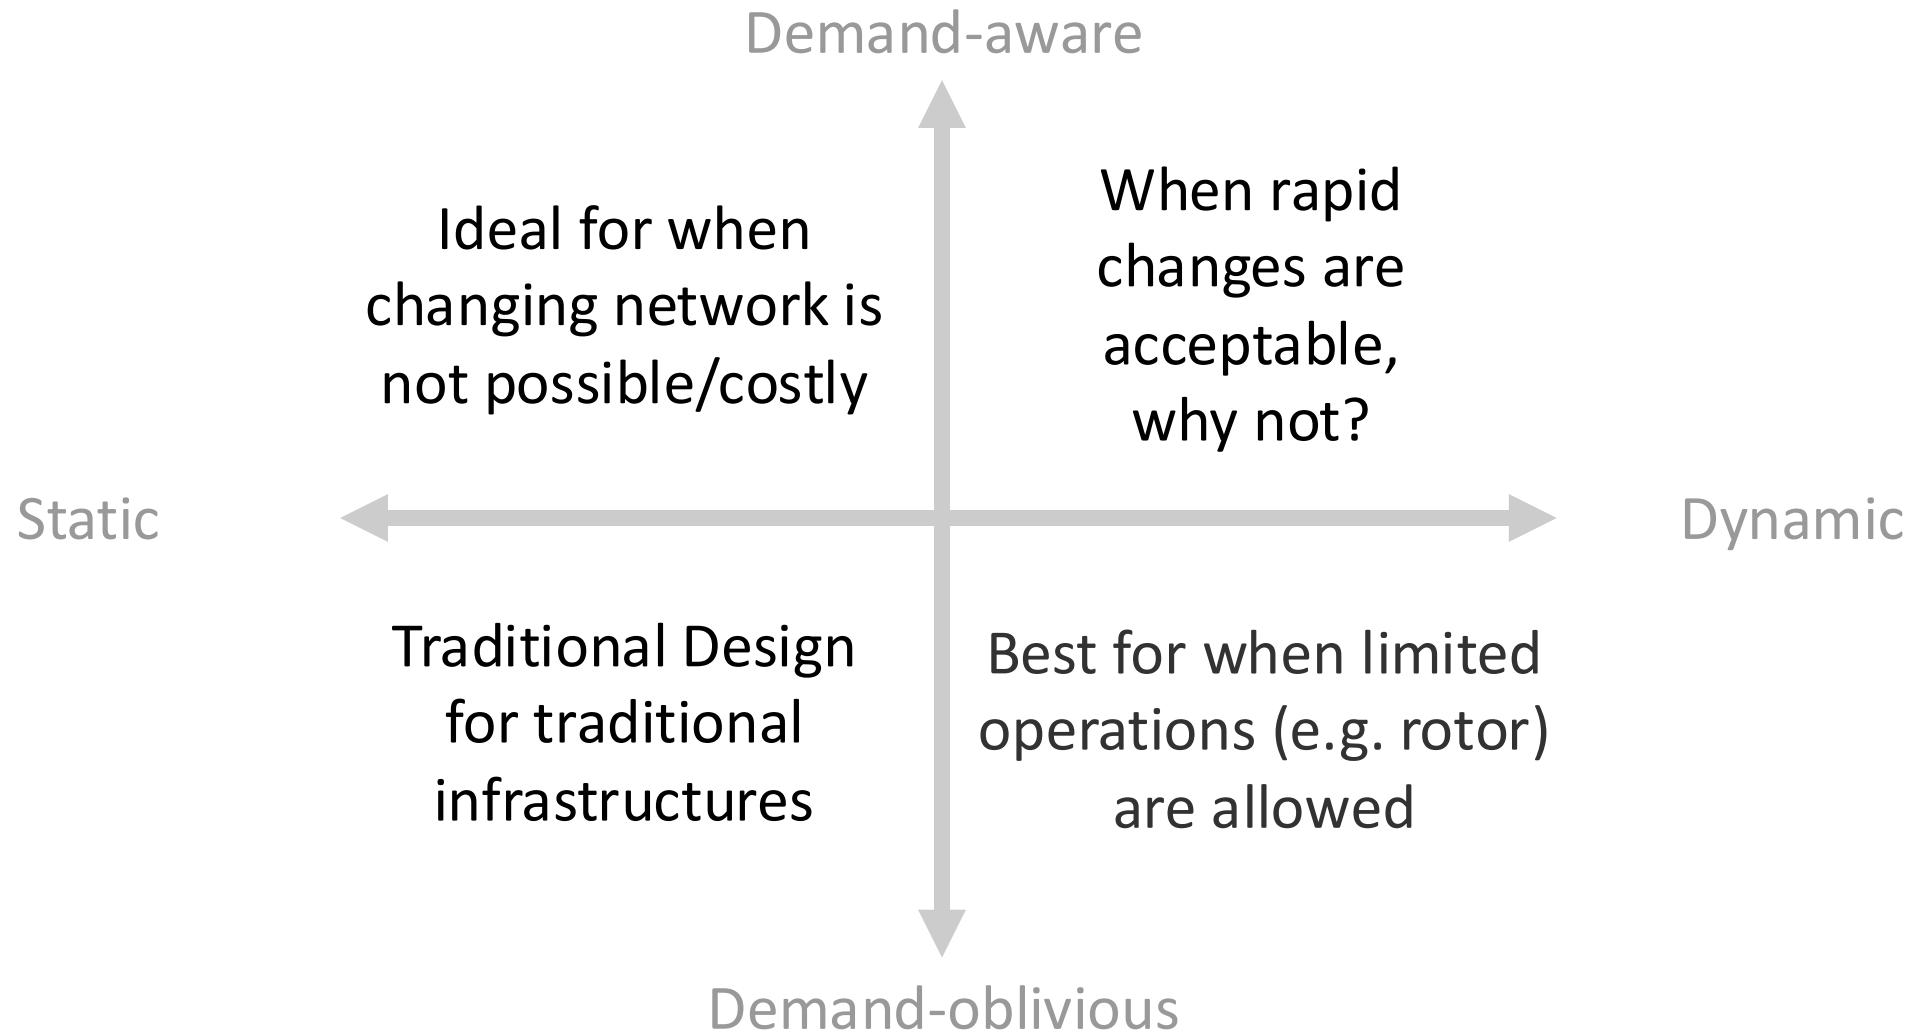 Demand-aware
Ideal for when
changing network is
not possible/costly
When rapid
changes are
acceptable,
why not?
Static
Dynamic
Traditional Design
for traditional
infrastructures
Best for when limited
operations (e.g. rotor)
are allowed
Demand-oblivious